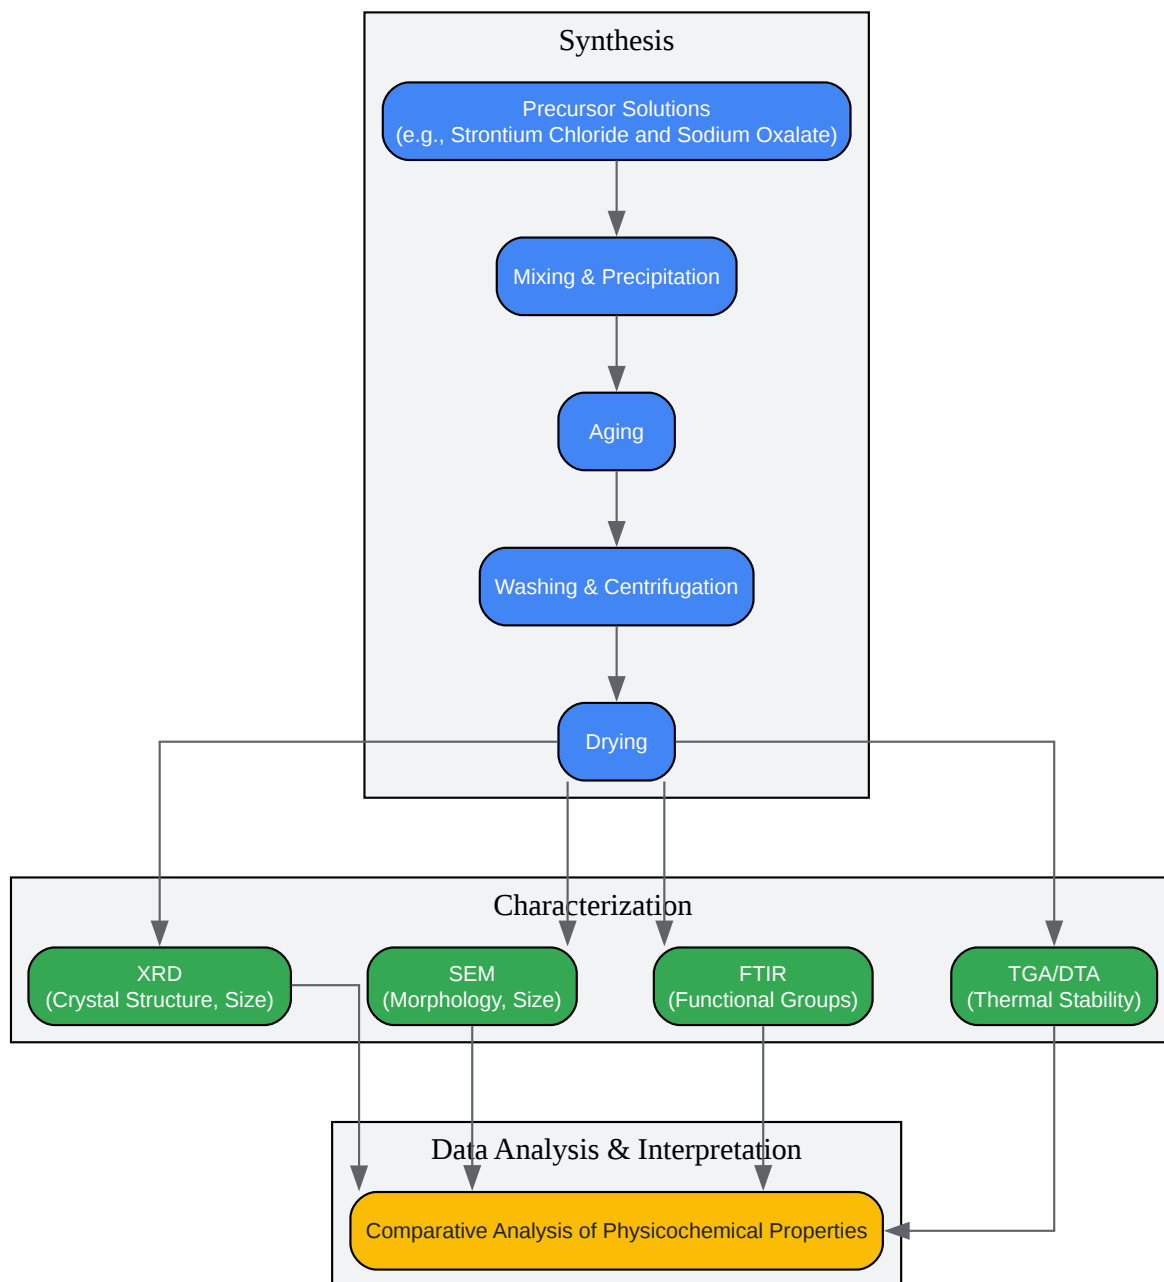 Synthesis
Precursor Solutions
(e.g., Strontium Chloride and Sodium Oxalate)
Mixing & Precipitation
Aging
Washing & Centrifugation
Drying
Characterization
XRD
(Crystal Structure, Size)
SEM
(Morphology, Size)
FTIR
(Functional Groups)
TGA/DTA
(Thermal Stability)
Data Analysis & Interpretation
Comparative Analysis of Physicochemical Properties